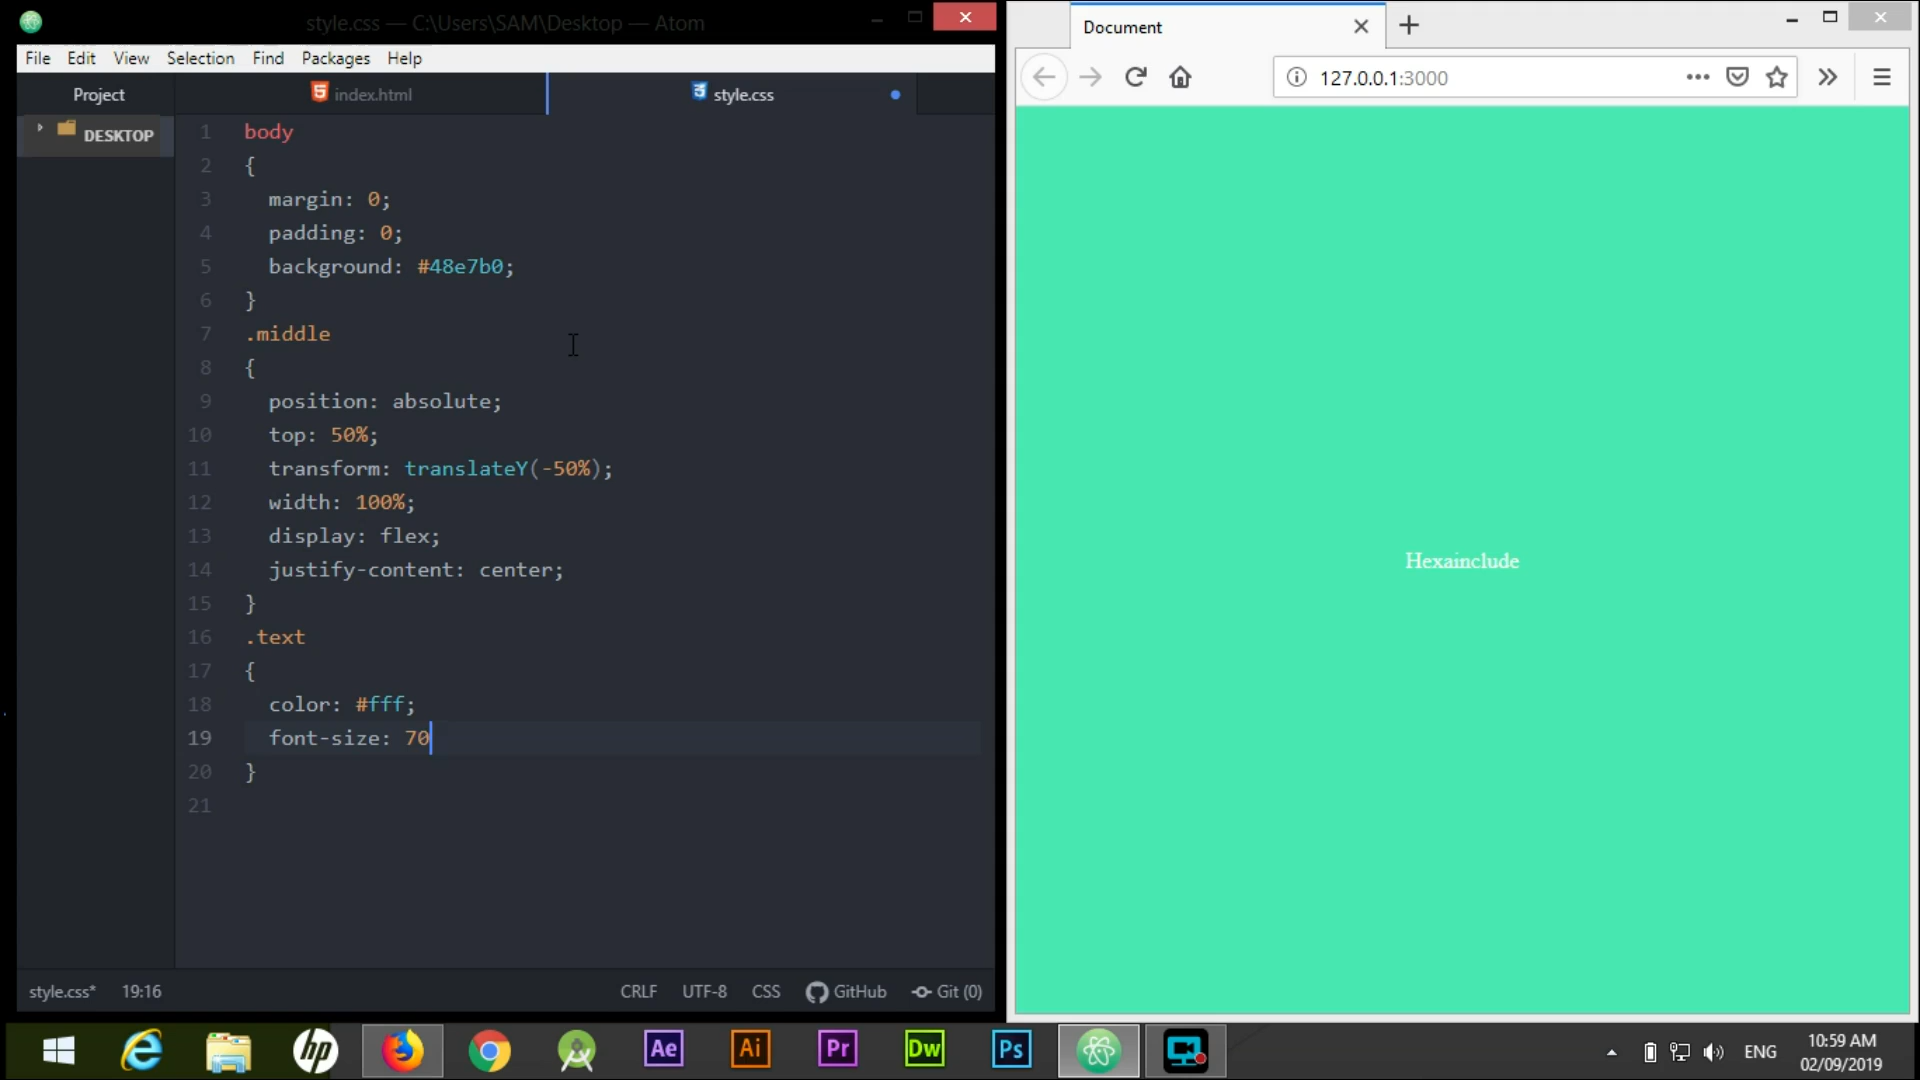 style.css — C:\Users\SAM\Desktop — Atom
File Edit View Selection Find Packages Help
Project
index.html
style.css
DESKTOP
1 body
2 {
3 margin: 0;
4 padding: 0;
5 background: #48e7b0;
6 }
7 .middle
8 {
9 position: absolute;
10 top: 50%;
11 transform: translateY(-50%);
12 width: 100%;
13 display: flex;
14 justify-content: center;
15 }
16 .text
17 {
18 color: #fff;
19 font-size: 70
20 }
21
style.css* 19:16 CRLF UTF-8 CSS GitHub Git (0)
Document
127.0.0.1:3000
Hexainclude
hp Ae Ai Pr Dw Ps
ENG
10:59 AM
02/09/2019